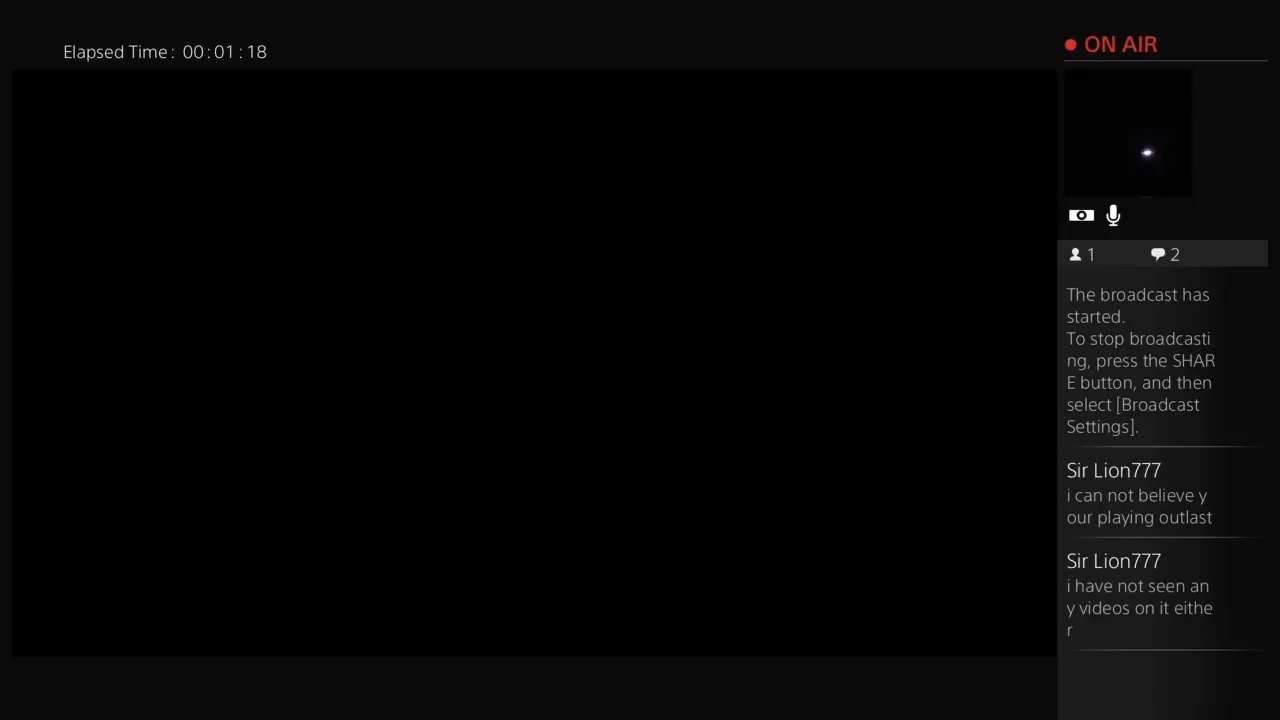 Elapsed Time: 00:01:18
ON AIR
1 2
The broadcast has
started.
To stop broadcasti
ng, press the SHAR
E button, and then
select [Broadcast
Settings].
Sir Lion777
i can not believe y
our playing outlast
Sir Lion777
i have not seen an
y videos on it eithe
r